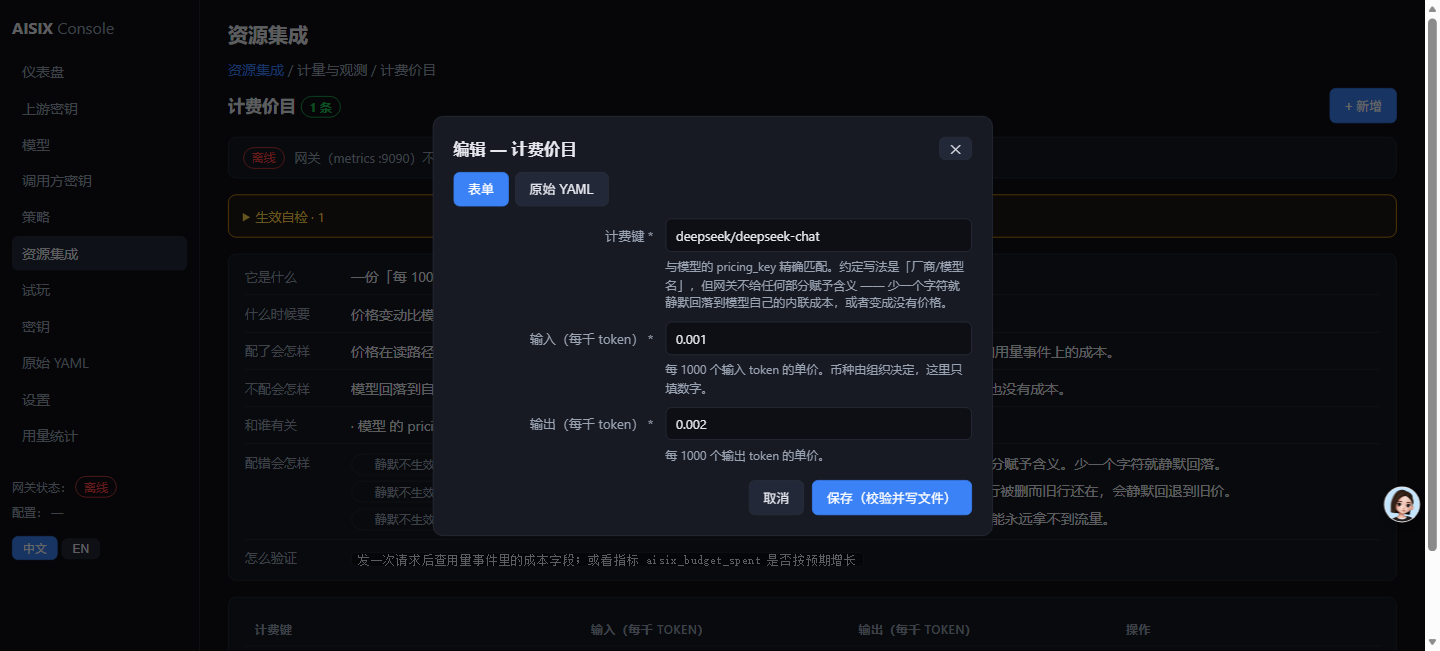 AISIX Console
仪表盘
上游密钥
模型
调用方密钥
策略
资源集成
试玩
密钥
原始 YAML
设置
用量统计
网关状态： 离线
配置： —
中文 EN
资源集成
资源集成 / 计量与观测 / 计费价目
计费价目 1 条
+ 新增
离线 网关（metrics :9090）不
▶ 生效自检 · 1
它是什么 一份「每 100
什么时候要 价格变动比模
配了会怎样 价格在读路径
用量事件上的成本。
不配会怎样 模型回落到自
也没有成本。
和谁有关 · 模型 的 prici
配错会怎样 静默不生效
分赋予含义。少一个字符就静默回落。
静默不生效
行被删而旧行还在，会静默回退到旧价。
静默不生效
能永远拿不到流量。
怎么验证 发一次请求后查用量事件里的成本字段；或看指标 aisix_budget_spent 是否按预期增长
计费键 输入（每千 TOKEN） 输出（每千 TOKEN） 操作
编辑 — 计费价目
×
表单 原始 YAML
计费键 * deepseek/deepseek-chat
与模型的 pricing_key 精确匹配。约定写法是「厂商/模型
名」，但网关不给任何部分赋予含义 —— 少一个字符就
静默回落到模型自己的内联成本，或者变成没有价格。
输入（每千 token） * 0.001
每 1000 个输入 token 的单价。币种由组织决定，这里只
填数字。
输出（每千 token） * 0.002
每 1000 个输出 token 的单价。
取消 保存（校验并写文件）